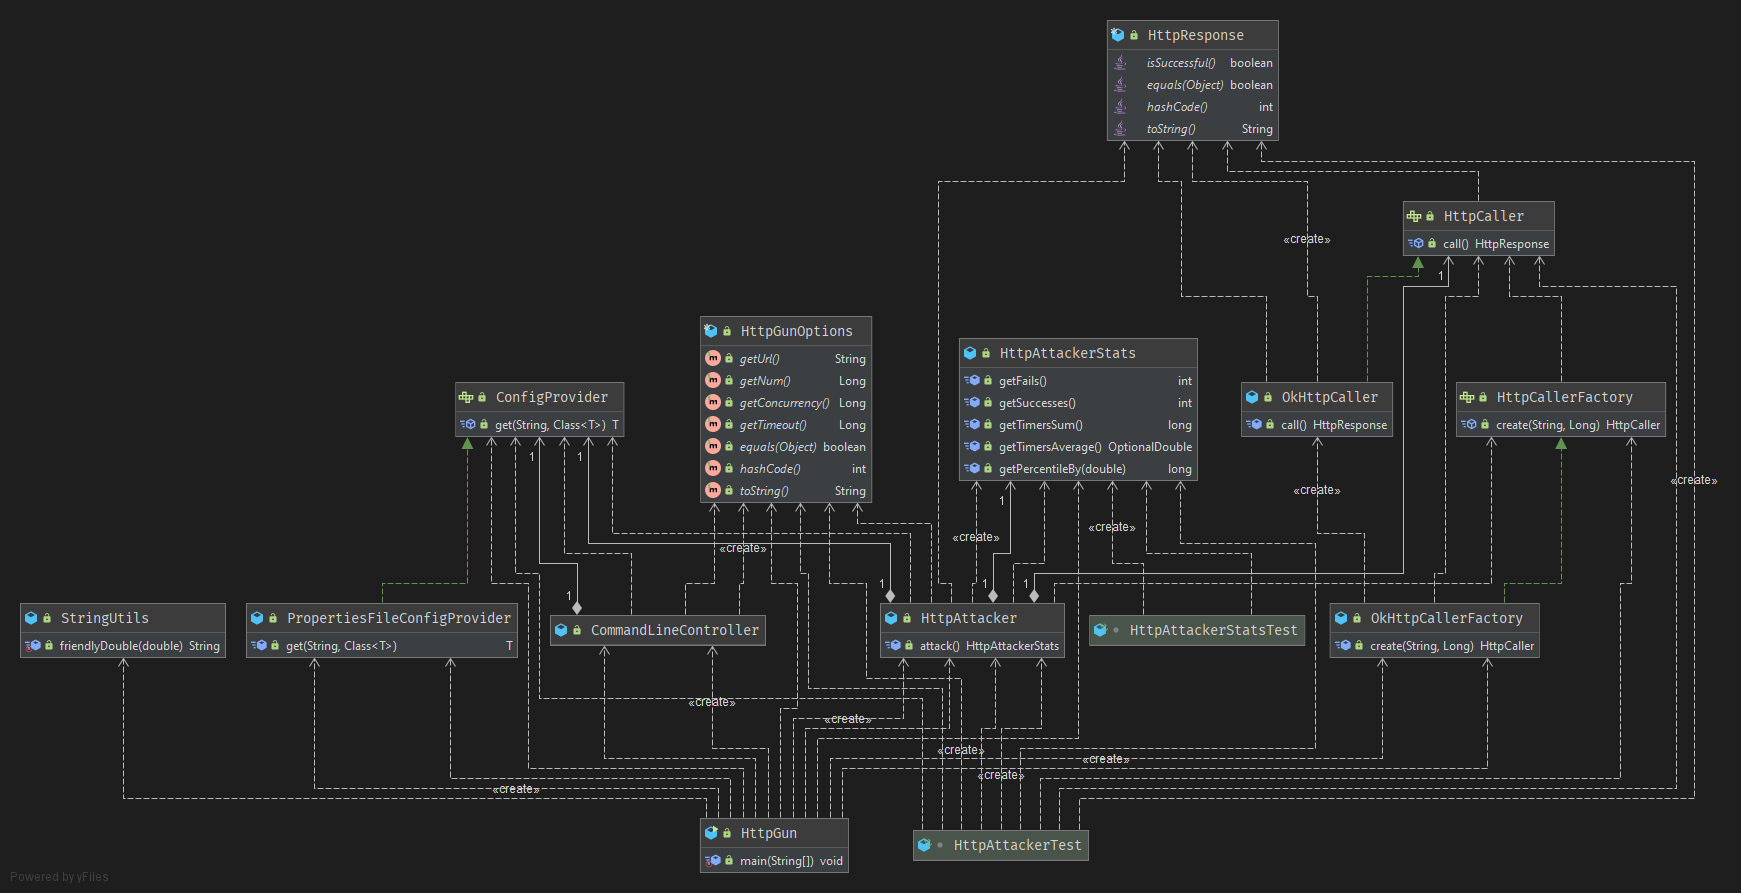 HttpResponse
isSuccessful() boolean
equals(Object) boolean
hashCode() int
toString() String
HttpCaller
call() HttpResponse
1
«create»
HttpGunOptions
getUrl() String
getNum() Long
getConcurrency() Long
getTimeout() Long
equals(Object) boolean
hashCode() int
toString() String
HttpAttackerStats
getFails() int
getSuccesses() int
getTimersSum() long
getTimersAverage() OptionalDouble
getPercentileBy(double) long
ConfigProvider
get(String, Class<T>) T
OkHttpCaller
call() HttpResponse
HttpCallerFactory
create(String, Long) HttpCaller
1
1
1
«create»
«create»
«create»
«create»
«create»
1
1
1
1
StringUtils
friendlyDouble(double) String
PropertiesFileConfigProvider
get(String, Class<T>) T
CommandLineController
HttpAttacker
attack() HttpAttackerStats
HttpAttackerStatsTest
OkHttpCallerFactory
create(String, Long) HttpCaller
«create»
«create»
«create»
«create»
«create»
«create»
HttpGun
main(String[]) void
HttpAttackerTest
Powered by yFiles